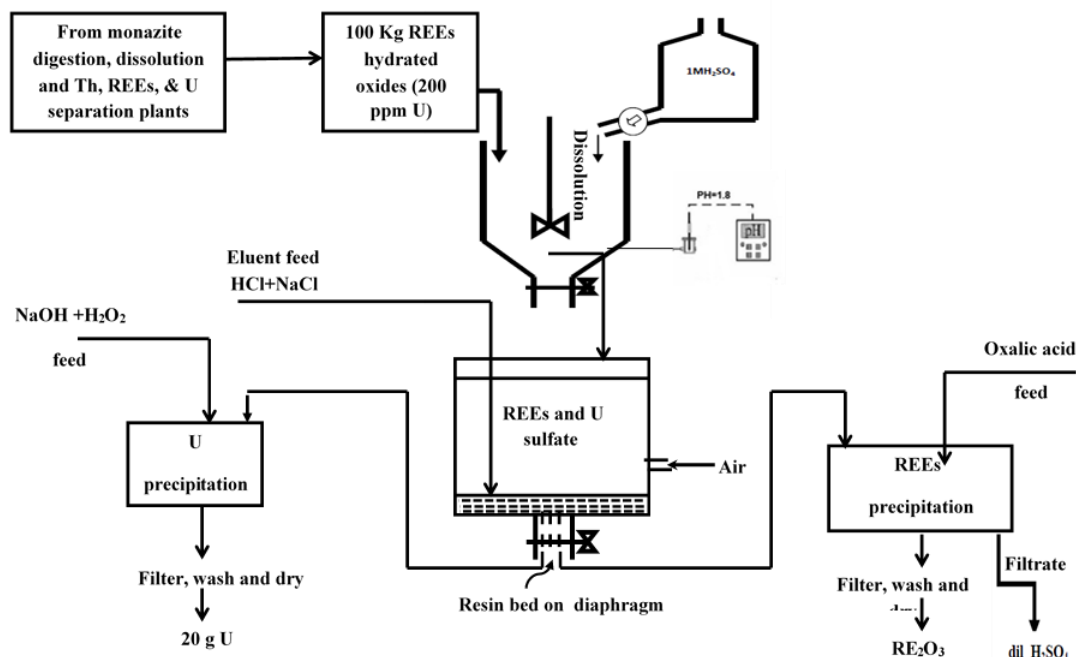 From monazite
digestion, dissolution
and Th, REEs, & U
separation plants
100 Kg REEs
hydrated
oxides (200
ppm U)
1MH₂SO₄
Dissolution
PH=1.8
pH
Eluent feed
HCl+NaCl
NaOH +H₂O₂
feed
Oxalic acid
feed
REEs and U
sulfate
Air
U
precipitation
REEs
precipitation
Filter, wash and dry
20 g U
Resin bed on diaphragm
Filter, wash and
Filtrate
RE₂O₃
dil H₂SO₄